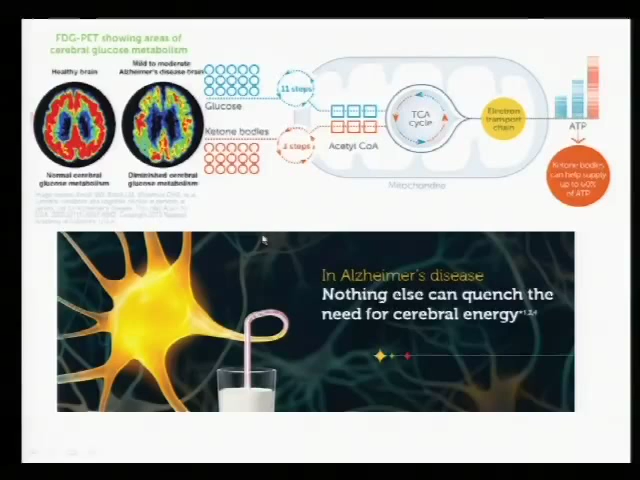 FDG-PET showing areas of
cerebral glucose metabolism
Healthy brain
Mild to moderate
Alzheimer's disease brain
Normal cerebral
glucose metabolism
Diminished cerebral
glucose metabolism
Glucose
Ketone bodies
11 steps
3 steps
Acetyl CoA
TCA
cycle
Electron
transport
chain
ATP
Mitochondria
Ketone bodies
can help supply
up to 60%
of ATP
In Alzheimer's disease
Nothing else can quench the
need for cerebral energy